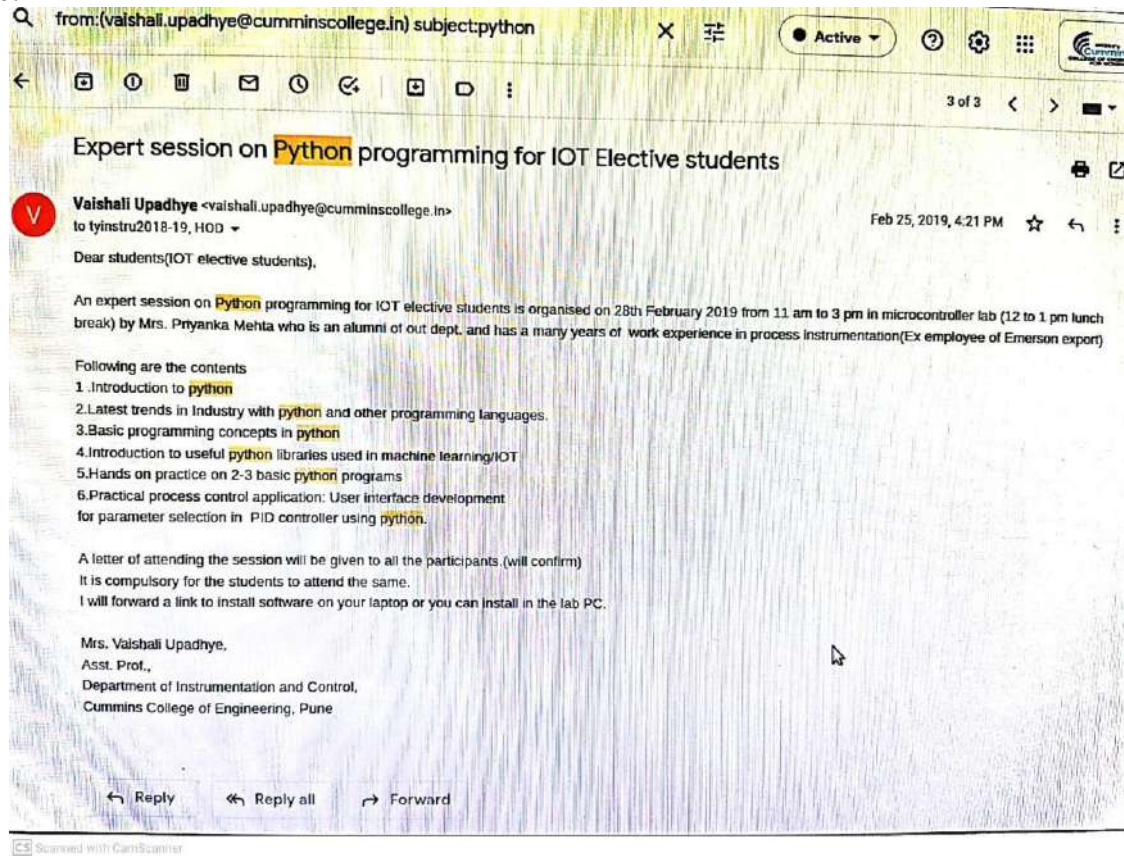 from:(vaishali.upadhye@cumminscollege.in) subject:python
Active
Cummins
3 of 3
Expert session on Python programming for IOT Elective students
Vaishali Upadhye <vaishali.upadhye@cumminscollege.in>
Feb 25, 2019, 4:21 PM
to tyinstru2018-19, HOD
Dear students(IOT elective students),
An expert session on Python programming for IOT elective students is organised on 28th February 2019 from 11 am to 3 pm in microcontroller lab (12 to 1 pm lunch
break) by Mrs. Priyanka Mehta who is an alumni of out dept. and has a many years of work experience in process instrumentation(Ex employee of Emerson export)
Following are the contents
1 .Introduction to python
2.Latest trends in Industry with python and other programming languages.
3.Basic programming concepts in python
4.Introduction to useful python libraries used in machine learning/IOT
5.Hands on practice on 2-3 basic python programs
6.Practical process control application: User interface development
for parameter selection in PID controller using python.
A letter of attending the session will be given to all the participants.(will confirm)
It is compulsory for the students to attend the same.
I will forward a link to install software on your laptop or you can install in the lab PC.
Mrs. Vaishali Upadhye,
Asst. Prof.,
Department of Instrumentation and Control,
Cummins College of Engineering, Pune
Reply
Reply all
Forward
CS Scanned with CamScanner